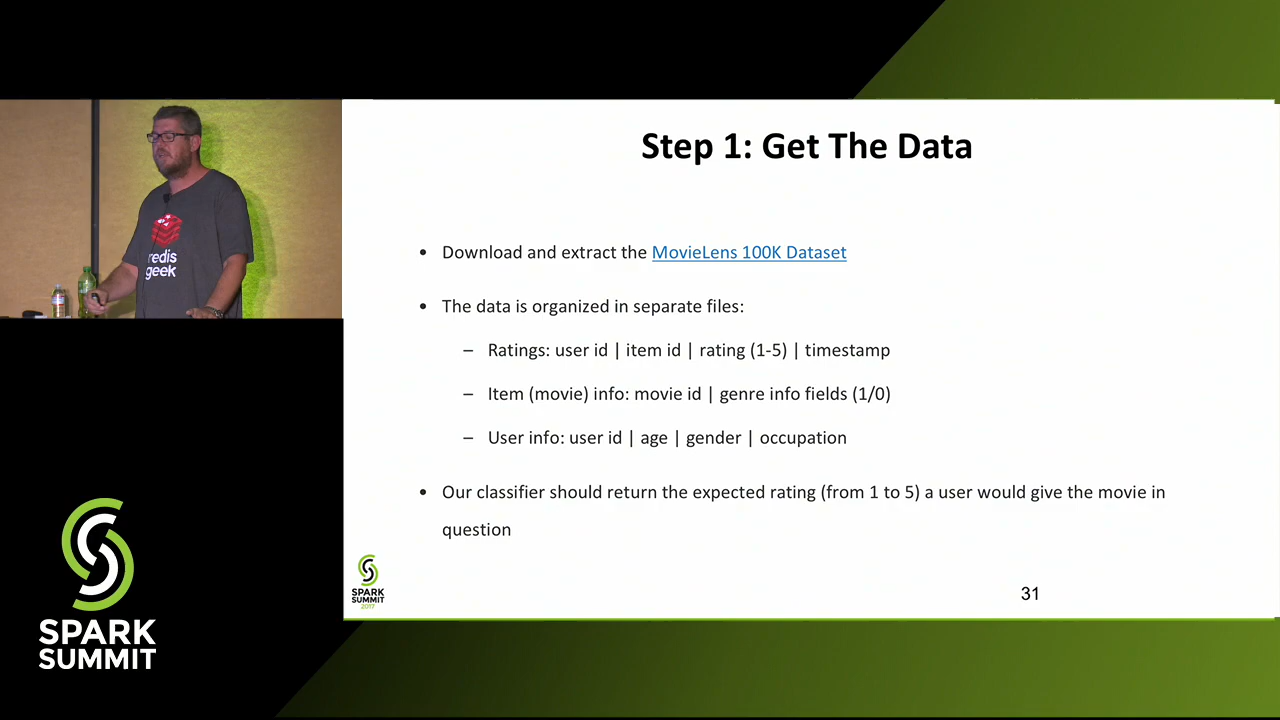 Step 1: Get The Data
• Download and extract the MovieLens 100K Dataset
• The data is organized in separate files:
– Ratings: user id | item id | rating (1-5) | timestamp
– Item (movie) info: movie id | genre info fields (1/0)
– User info: user id | age | gender | occupation
• Our classifier should return the expected rating (from 1 to 5) a user would give the movie in
question
31
SPARK
SUMMIT
2017
redis
geek
SPARK
SUMMIT